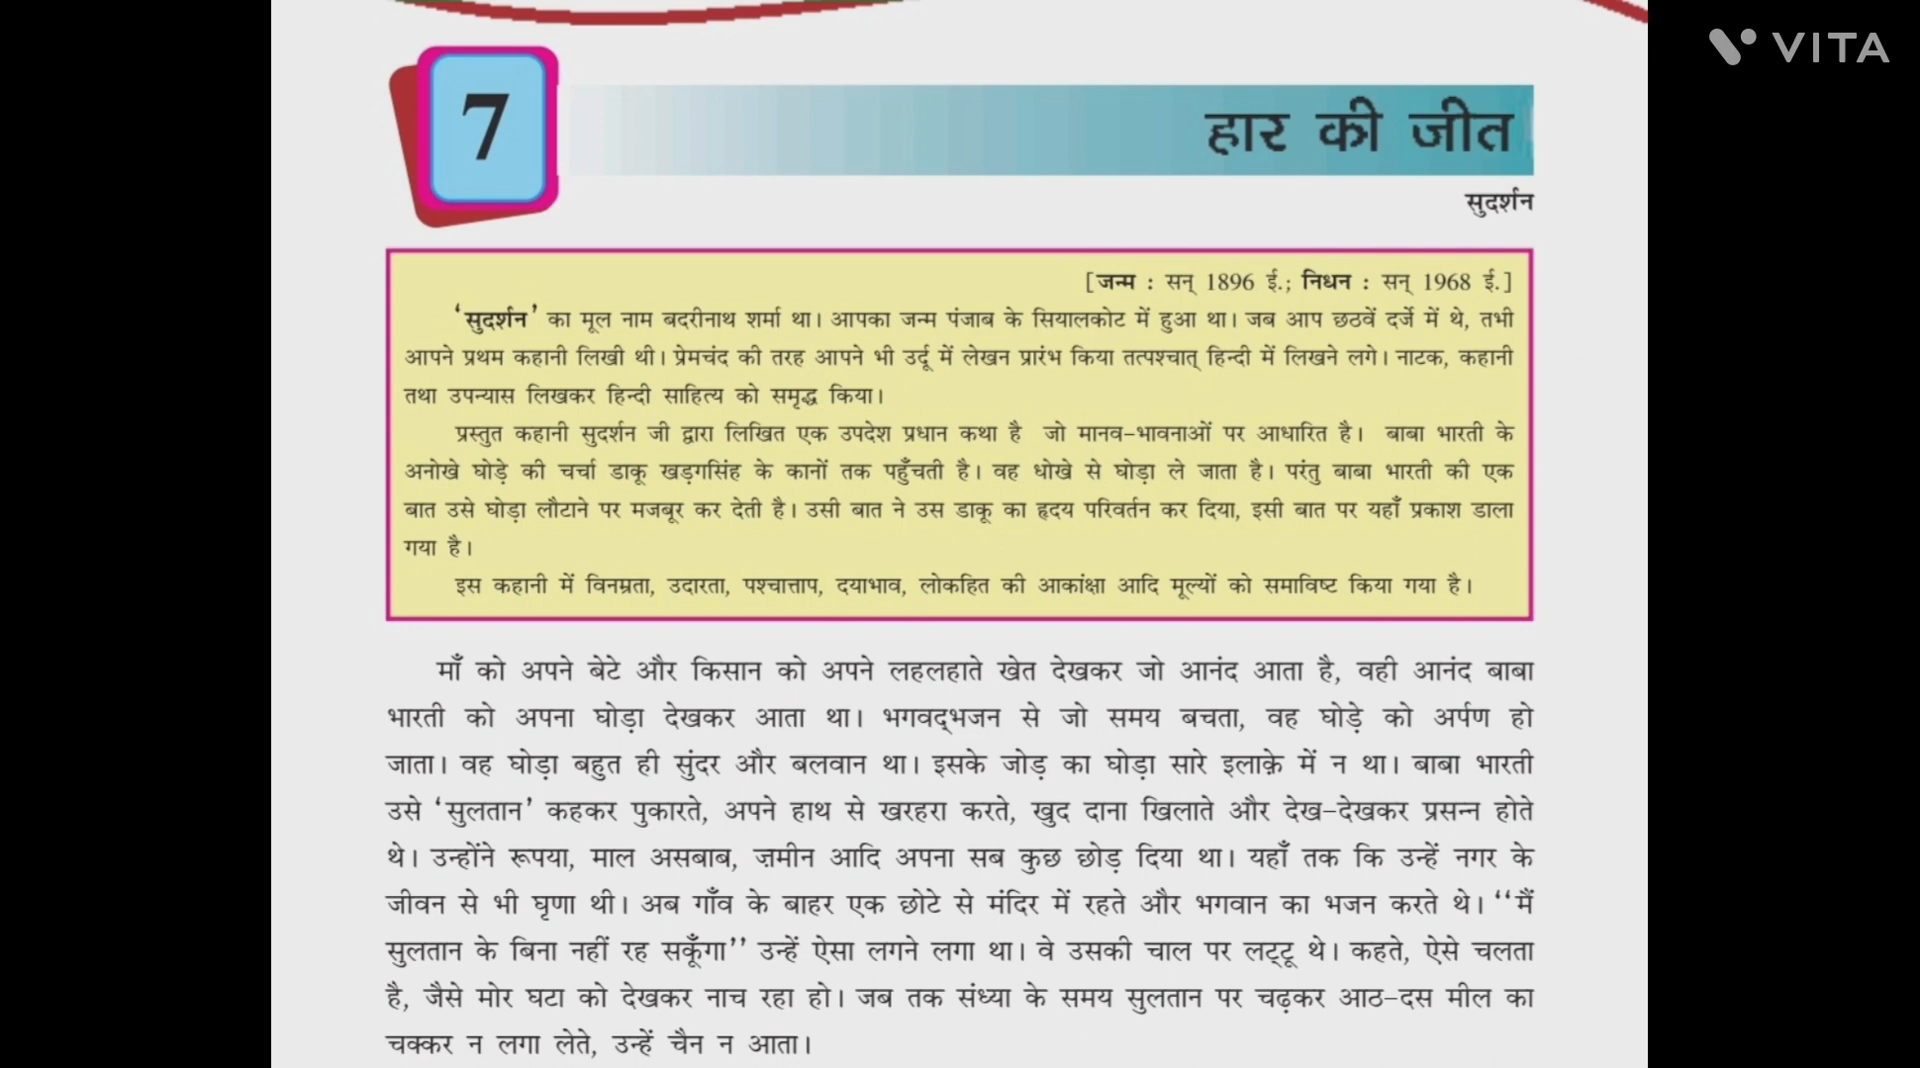 VITA
7
हार की जीत
सुदर्शन
[जन्म : सन् 1896 ई.; निधन : सन् 1968 ई.]
‘सुदर्शन’ का मूल नाम बदरीनाथ शर्मा था। आपका जन्म पंजाब के सियालकोट में हुआ था। जब आप छठवें दर्जे में थे, तभी
आपने प्रथम कहानी लिखी थी। प्रेमचंद की तरह आपने भी उर्दू में लेखन प्रारंभ किया तत्पश्चात् हिन्दी में लिखने लगे। नाटक, कहानी
तथा उपन्यास लिखकर हिन्दी साहित्य को समृद्ध किया।
प्रस्तुत कहानी सुदर्शन जी द्वारा लिखित एक उपदेश प्रधान कथा है जो मानव-भावनाओं पर आधारित है। बाबा भारती के
अनोखे घोड़े की चर्चा डाकू खड़गसिंह के कानों तक पहुँचती है। वह धोखे से घोड़ा ले जाता है। परंतु बाबा भारती की एक
बात उसे घोड़ा लौटाने पर मजबूर कर देती है। उसी बात ने उस डाकू का हृदय परिवर्तन कर दिया, इसी बात पर यहाँ प्रकाश डाला
गया है।
इस कहानी में विनम्रता, उदारता, पश्चात्ताप, दयाभाव, लोकहित की आकांक्षा आदि मूल्यों को समाविष्ट किया गया है।
माँ को अपने बेटे और किसान को अपने लहलहाते खेत देखकर जो आनंद आता है, वही आनंद बाबा
भारती को अपना घोड़ा देखकर आता था। भगवद्भजन से जो समय बचता, वह घोड़े को अर्पण हो
जाता। वह घोड़ा बहुत ही सुंदर और बलवान था। इसके जोड़ का घोड़ा सारे इलाक़े में न था। बाबा भारती
उसे ‘सुलतान’ कहकर पुकारते, अपने हाथ से खरहरा करते, खुद दाना खिलाते और देख-देखकर प्रसन्न होते
थे। उन्होंने रूपया, माल असबाब, ज़मीन आदि अपना सब कुछ छोड़ दिया था। यहाँ तक कि उन्हें नगर के
जीवन से भी घृणा थी। अब गाँव के बाहर एक छोटे से मंदिर में रहते और भगवान का भजन करते थे। ‘‘मैं
सुलतान के बिना नहीं रह सकूँगा’’ उन्हें ऐसा लगने लगा था। वे उसकी चाल पर लट्टू थे। कहते, ऐसे चलता
है, जैसे मोर घटा को देखकर नाच रहा हो। जब तक संध्या के समय सुलतान पर चढ़कर आठ-दस मील का
चक्कर न लगा लेते, उन्हें चैन न आता।